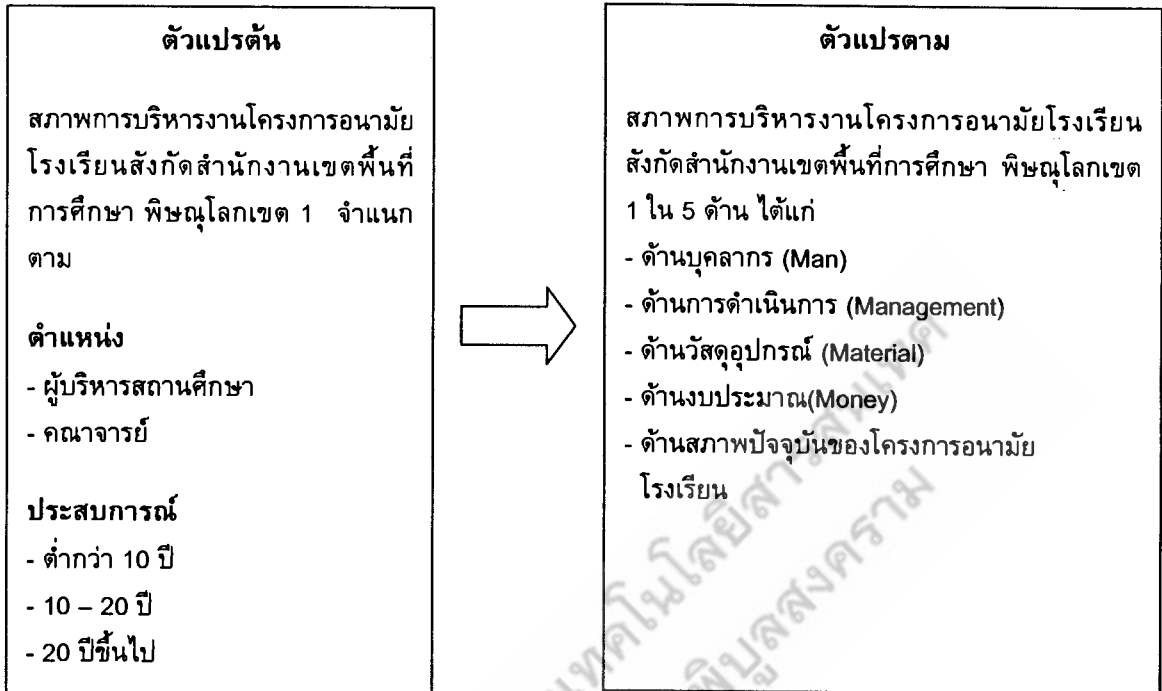 ตัวแปรต้น
สภาพการบริหารงานโครงการอนามัย
โรงเรียนสังกัดสำนักงานเขตพื้นที่
การศึกษา พิษณุโลกเขต 1 จำแนก
ตาม
ตำแหน่ง
- ผู้บริหารสถานศึกษา
- คณาจารย์
ประสบการณ์
- ต่ำกว่า 10 ปี
- 10 – 20 ปี
- 20 ปีขึ้นไป
ตัวแปรตาม
สภาพการบริหารงานโครงการอนามัยโรงเรียน
สังกัดสำนักงานเขตพื้นที่การศึกษา พิษณุโลกเขต
1 ใน 5 ด้าน ได้แก่
- ด้านบุคลากร (Man)
- ด้านการดำเนินการ (Management)
- ด้านวัสดุอุปกรณ์ (Material)
- ด้านงบประมาณ(Money)
- ด้านสภาพปัจจุบันของโครงการอนามัย
โรงเรียน